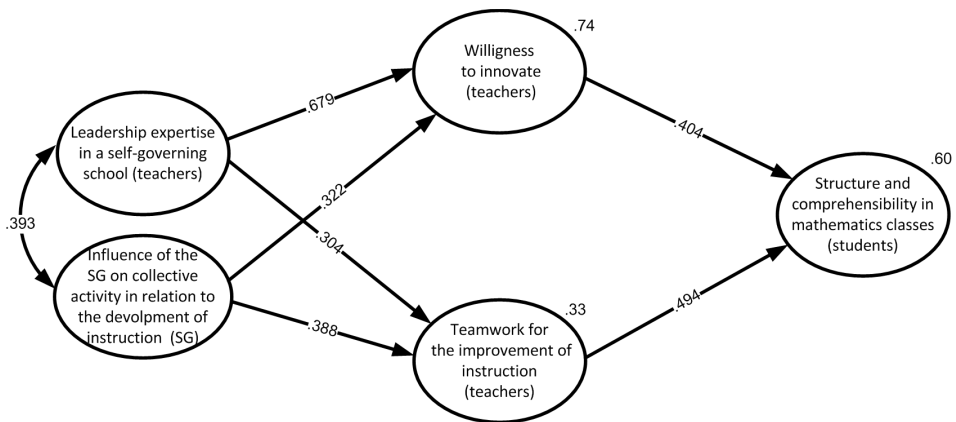 .74
Willigness
to innovate
(teachers)
.679
Leadership expertise
in a self-governing
school (teachers)
.404
.60
Structure and
comprehensibility in
mathematics classes
(students)
.393
.322
.304
Influence of the
SG on collective
activity in relation to
the devolpment of
instruction (SG)
.388
.33
Teamwork for
the improvement of
instruction
(teachers)
.494